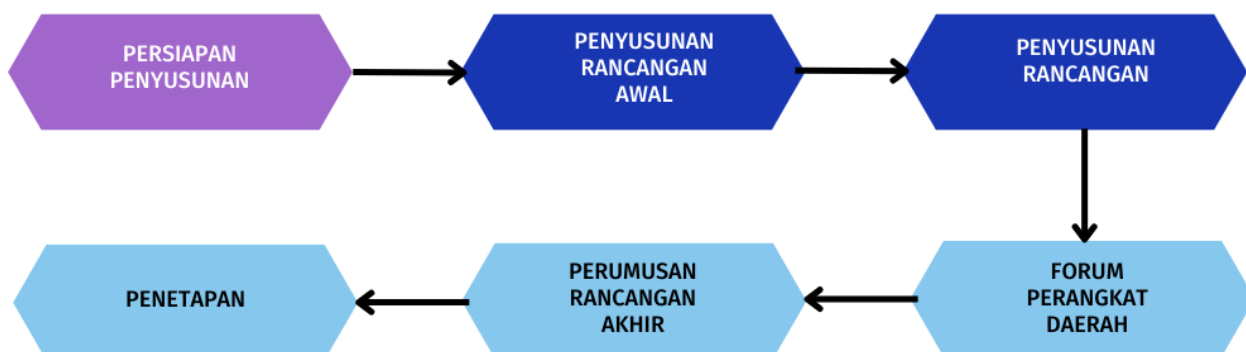 PERSIAPAN
PENYUSUNAN
PENYUSUNAN
RANCANGAN
AWAL
PENYUSUNAN
RANCANGAN
FORUM
PERANGKAT
DAERAH
PERUMUSAN
RANCANGAN
AKHIR
PENETAPAN